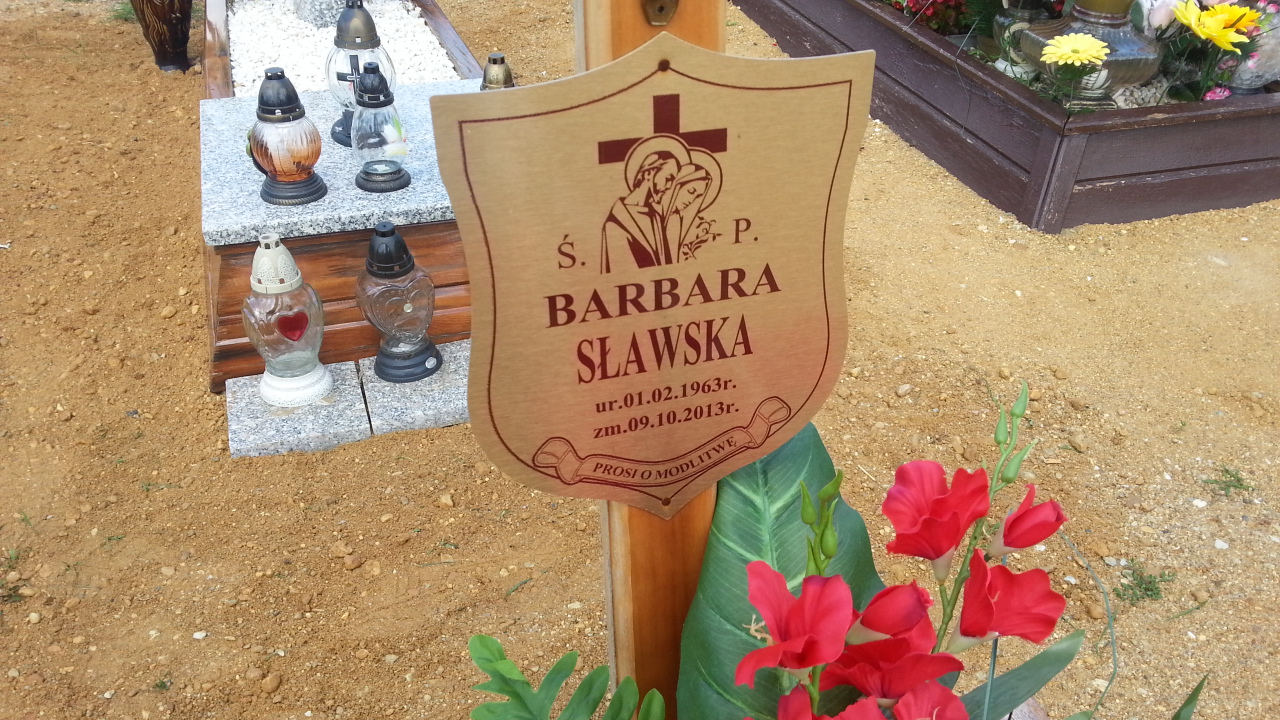 Ś. P.
BARBARA
SŁAWSKA
ur.01.02.1963r.
zm.09.10.2013r.
PROSI O MODLITWĘ